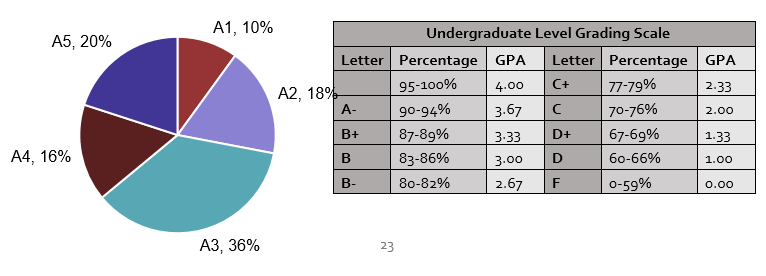 A1, 10%
A2, 18%
A3, 36%
A4, 16%
A5, 20%
Undergraduate Level Grading Scale
Letter Percentage GPA Letter Percentage GPA
95-100% 4.00 C+ 77-79% 2.33
A- 90-94% 3.67 C 70-76% 2.00
B+ 87-89% 3.33 D+ 67-69% 1.33
B 83-86% 3.00 D 60-66% 1.00
B- 80-82% 2.67 F 0-59% 0.00
23